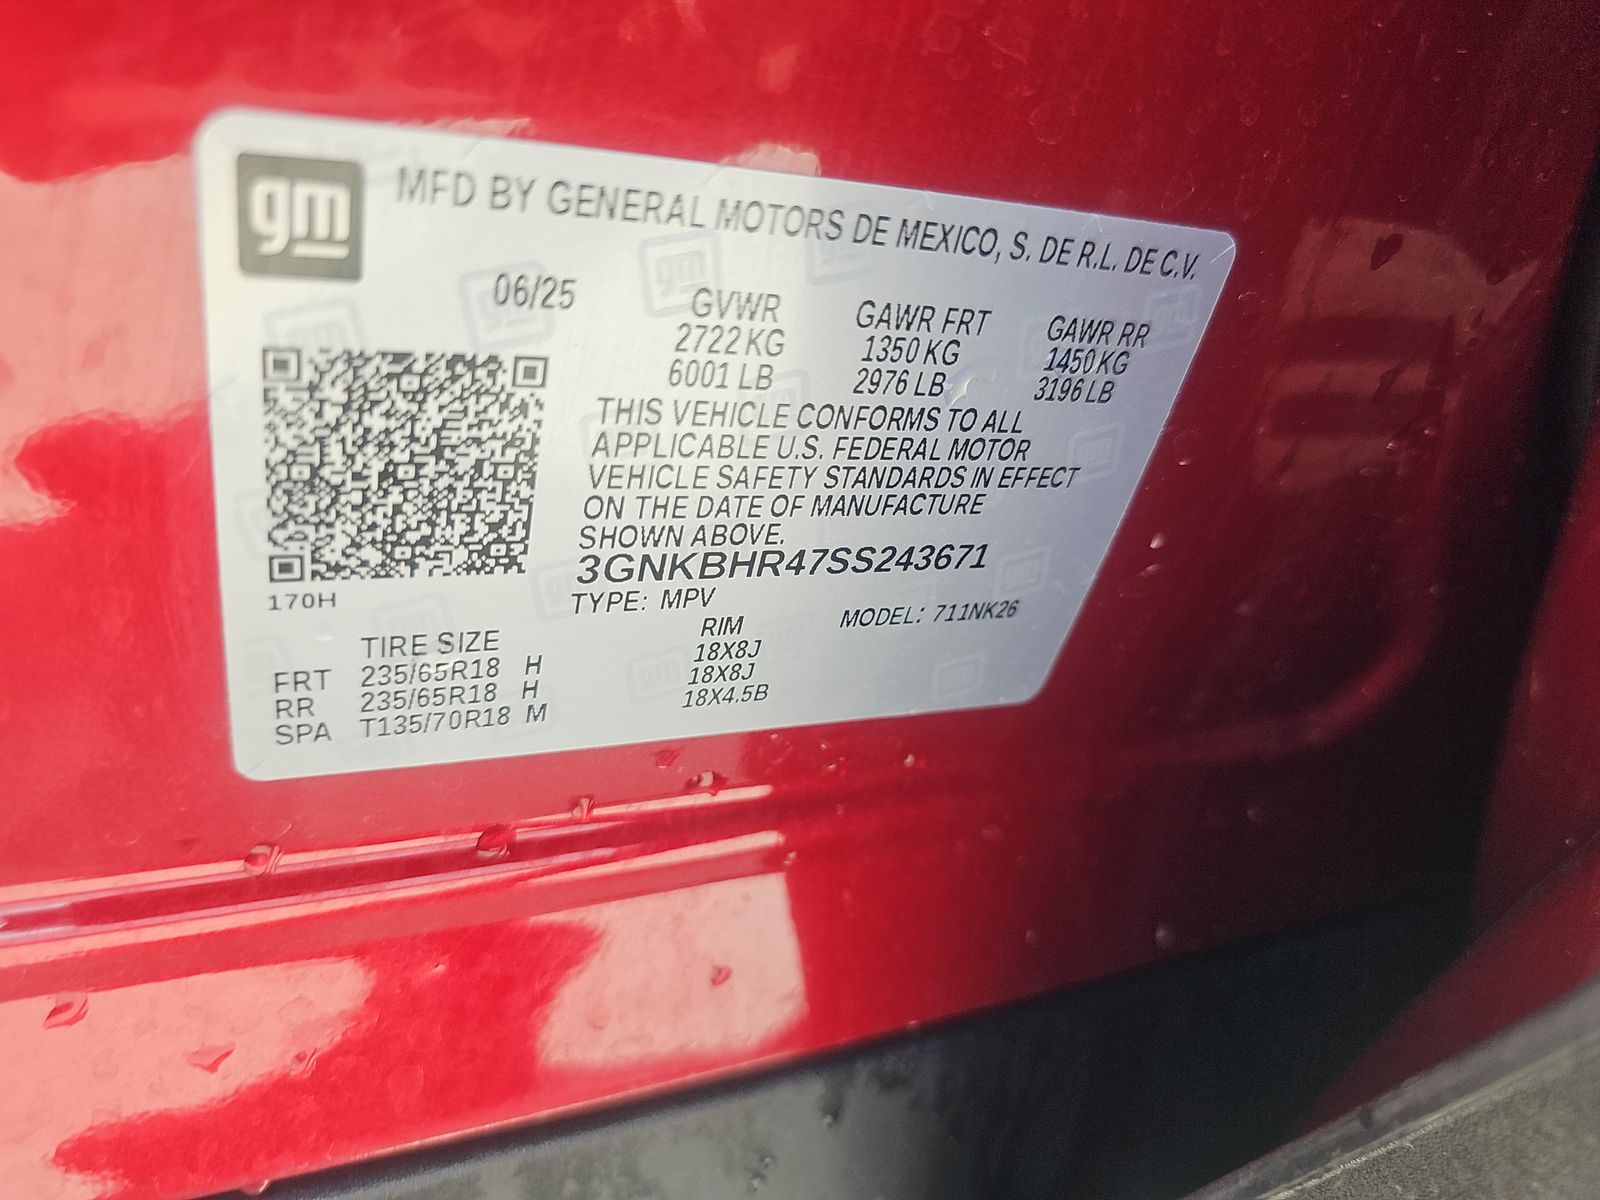 gm
MFD BY GENERAL MOTORS DE MEXICO, S. DE R.L. DE C.V.
06/25
GVWR GAWR FRT GAWR RR
2722 KG 1350 KG 1450 KG
6001 LB 2976 LB 3196 LB
THIS VEHICLE CONFORMS TO ALL
APPLICABLE U.S. FEDERAL MOTOR
VEHICLE SAFETY STANDARDS IN EFFECT
ON THE DATE OF MANUFACTURE
SHOWN ABOVE.
3GNKBHR47SS243671
170H
TYPE: MPV MODEL: 711NK26
TIRE SIZE RIM
FRT 235/65R18 H 18X8J
RR 235/65R18 H 18X8J
SPA T135/70R18 M 18X4.5B